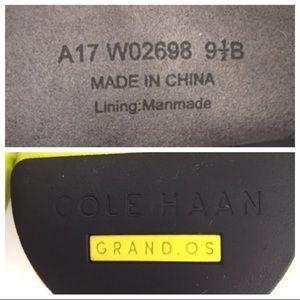 A17 W02698 9½B
MADE IN CHINA
Lining:Manmade
COLE HAAN
GRAND.OS